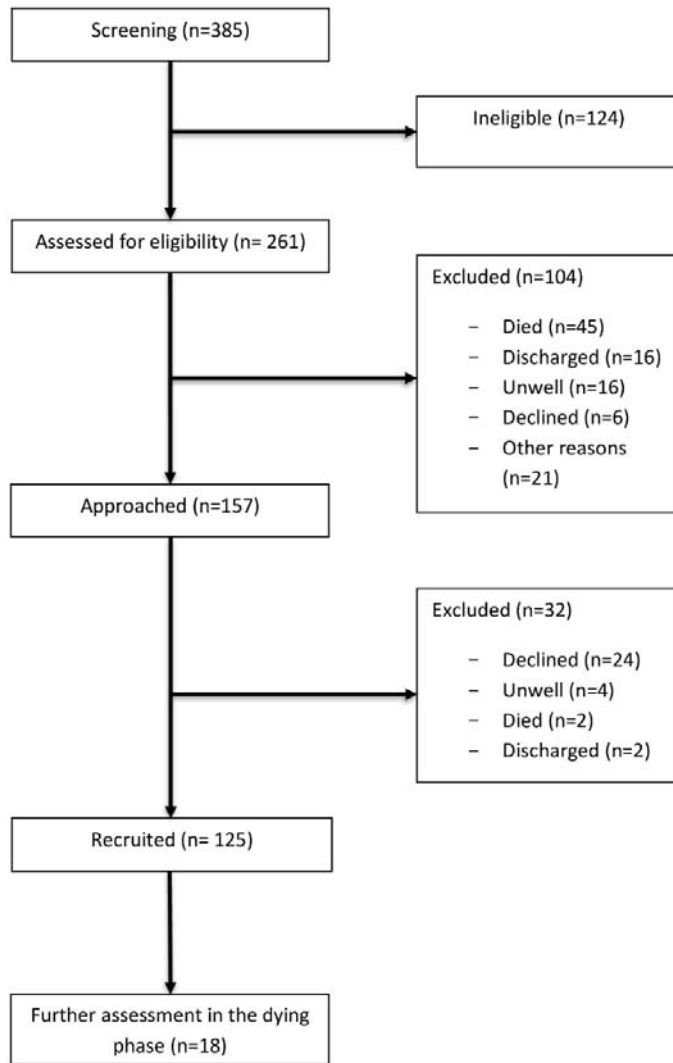 Screening (n=385)
Ineligible (n=124)
Assessed for eligibility (n= 261)
Excluded (n=104)
– Died (n=45)
– Discharged (n=16)
– Unwell (n=16)
– Declined (n=6)
– Other reasons
(n=21)
Approached (n=157)
Excluded (n=32)
– Declined (n=24)
– Unwell (n=4)
– Died (n=2)
– Discharged (n=2)
Recruited (n= 125)
Further assessment in the dying
phase (n=18)